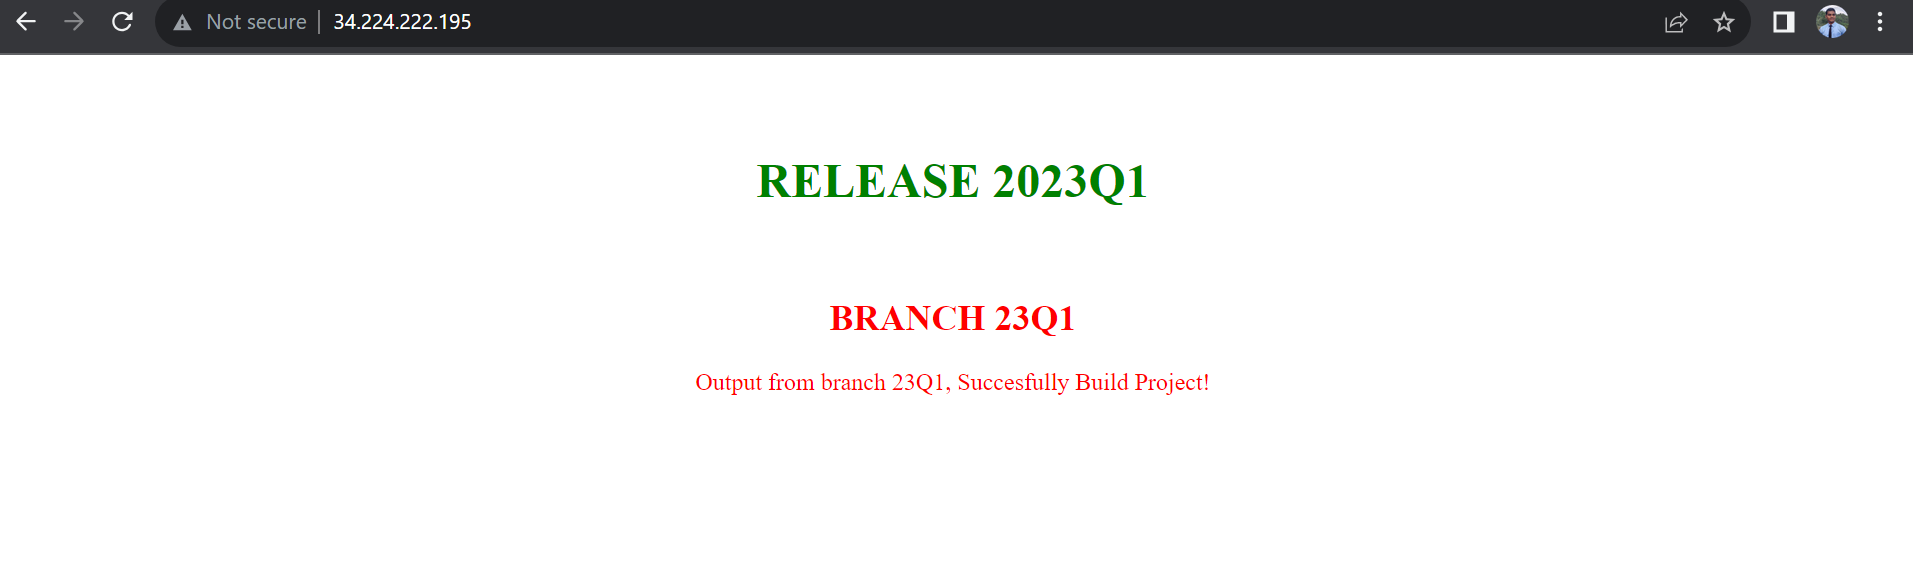 Not secure 34.224.222.195
RELEASE 2023Q1
BRANCH 23Q1
Output from branch 23Q1, Succesfully Build Project!